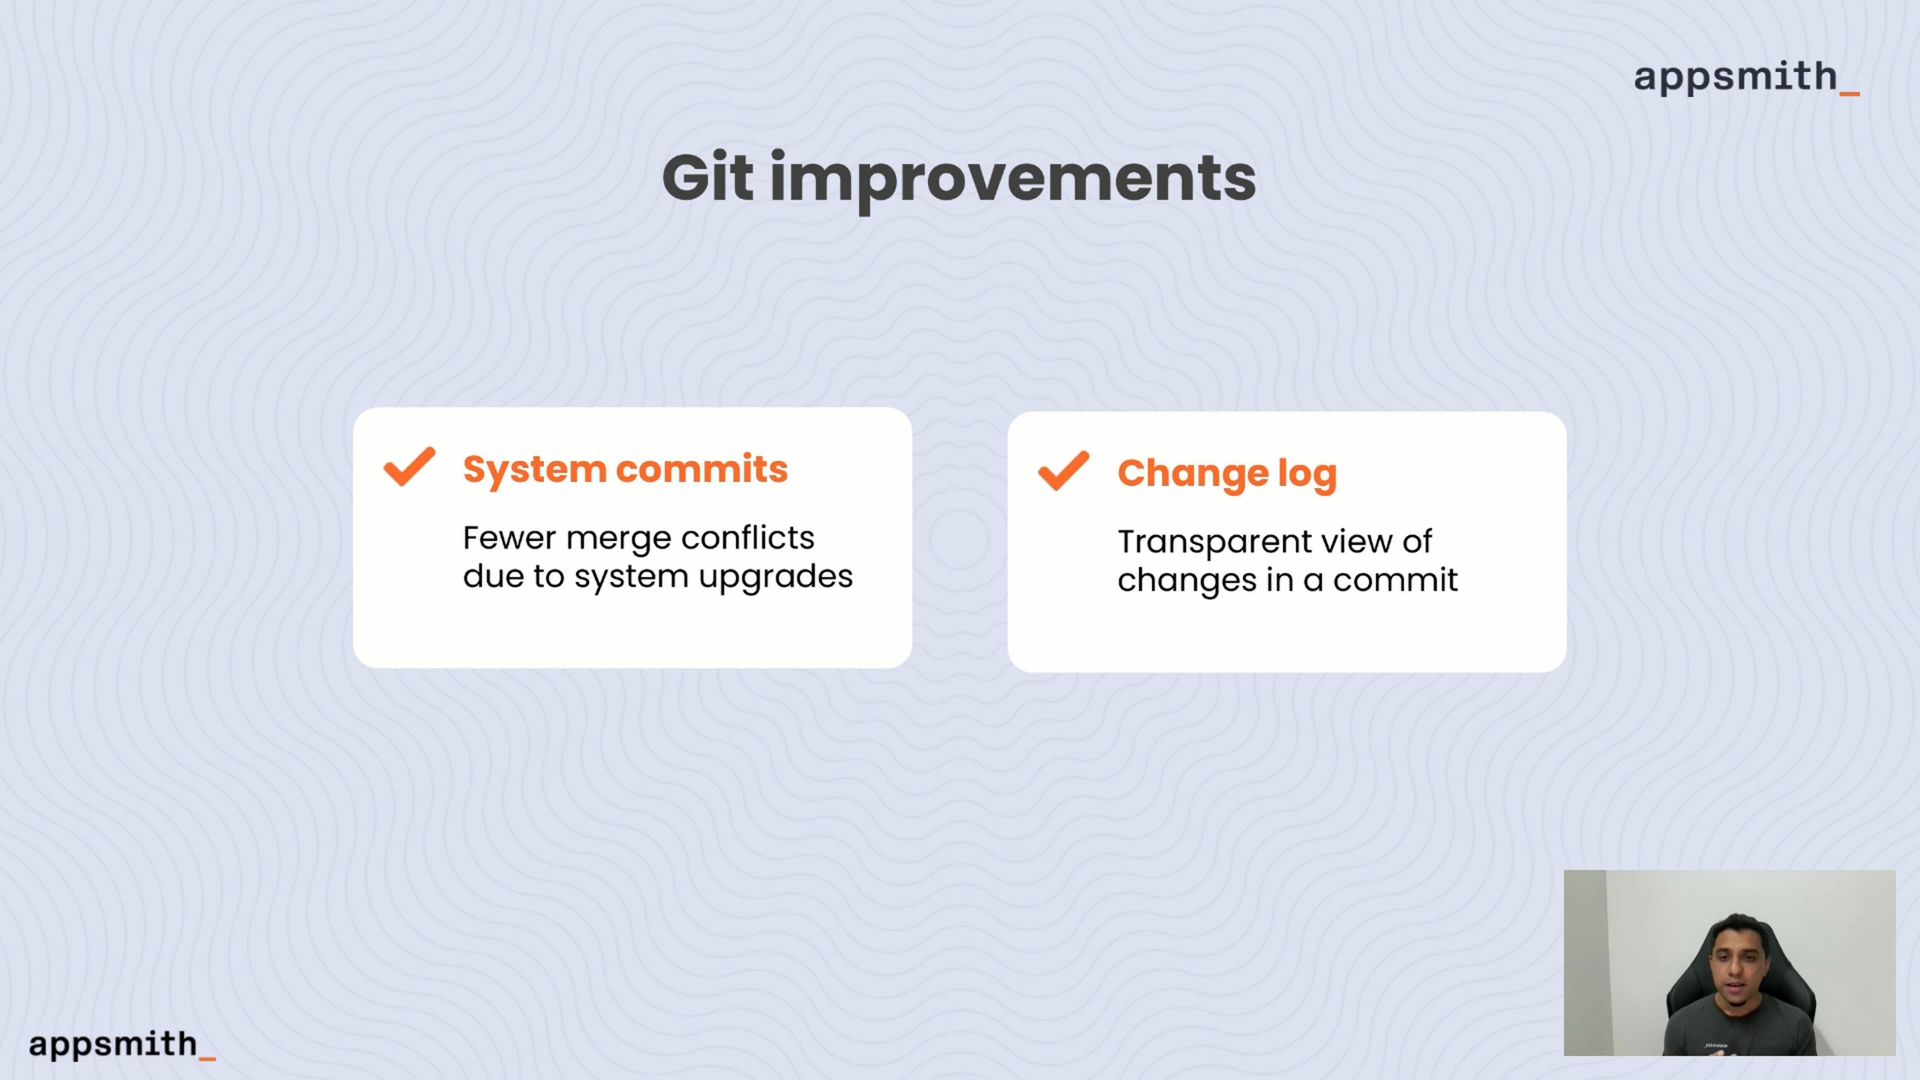 appsmith_
Git improvements
System commits
Fewer merge conflicts
due to system upgrades
Change log
Transparent view of
changes in a commit
appsmith_